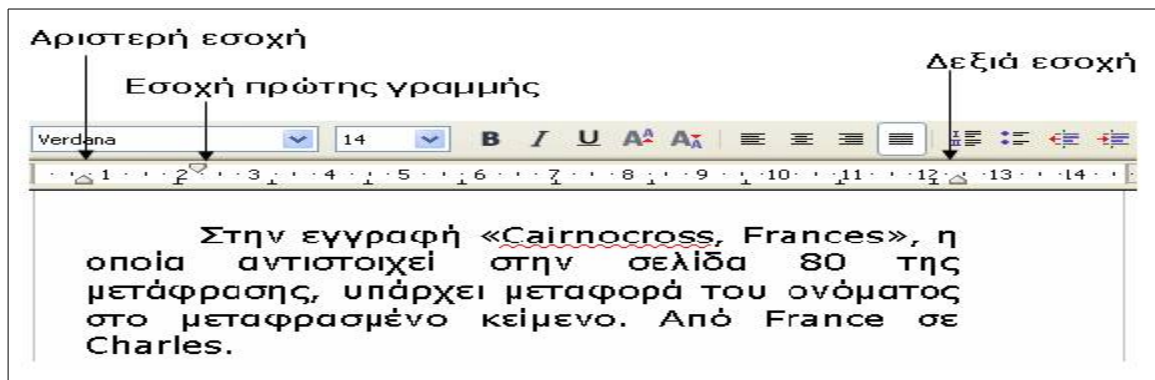 Αριστερή εσοχή
Δεξιά εσοχή
Εσοχή πρώτης γραμμής
Verdana 14 B I U
1 2 3 4 5 6 7 8 9 10 11 12 13 14
Στην εγγραφή «Cairnocross, Frances», η
οποία αντιστοιχεί στην σελίδα 80 της
μετάφρασης, υπάρχει μεταφορά του ονόματος
στο μεταφρασμένο κείμενο. Από France σε
Charles.